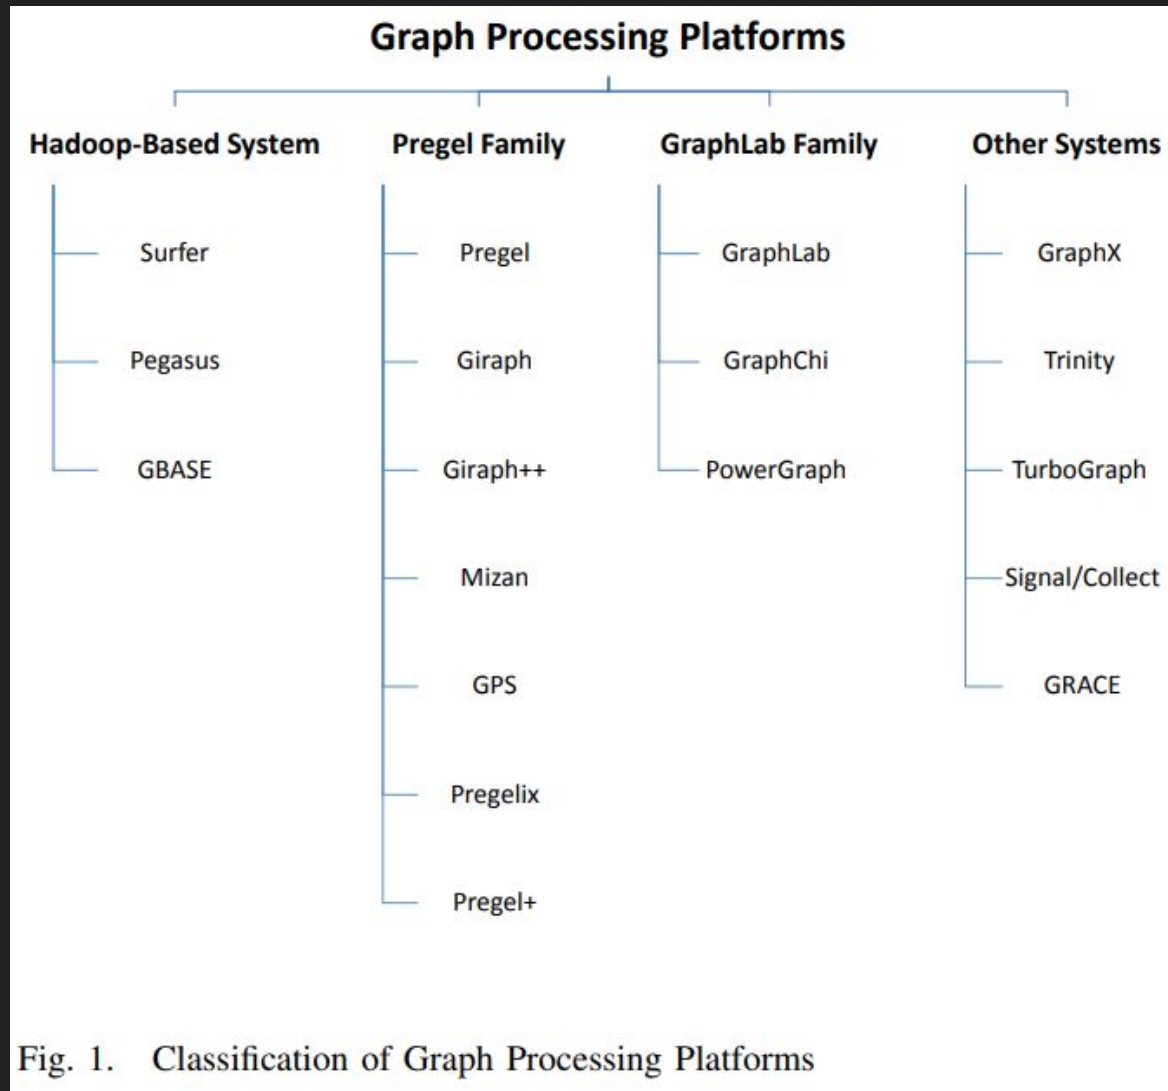 Graph Processing Platforms
Hadoop-Based System
Surfer
Pegasus
GBASE
Pregel Family
Pregel
Giraph
Giraph++
Mizan
GPS
Pregelix
Pregel+
GraphLab Family
GraphLab
GraphChi
PowerGraph
Other Systems
GraphX
Trinity
TurboGraph
Signal/Collect
GRACE
Fig. 1. Classification of Graph Processing Platforms